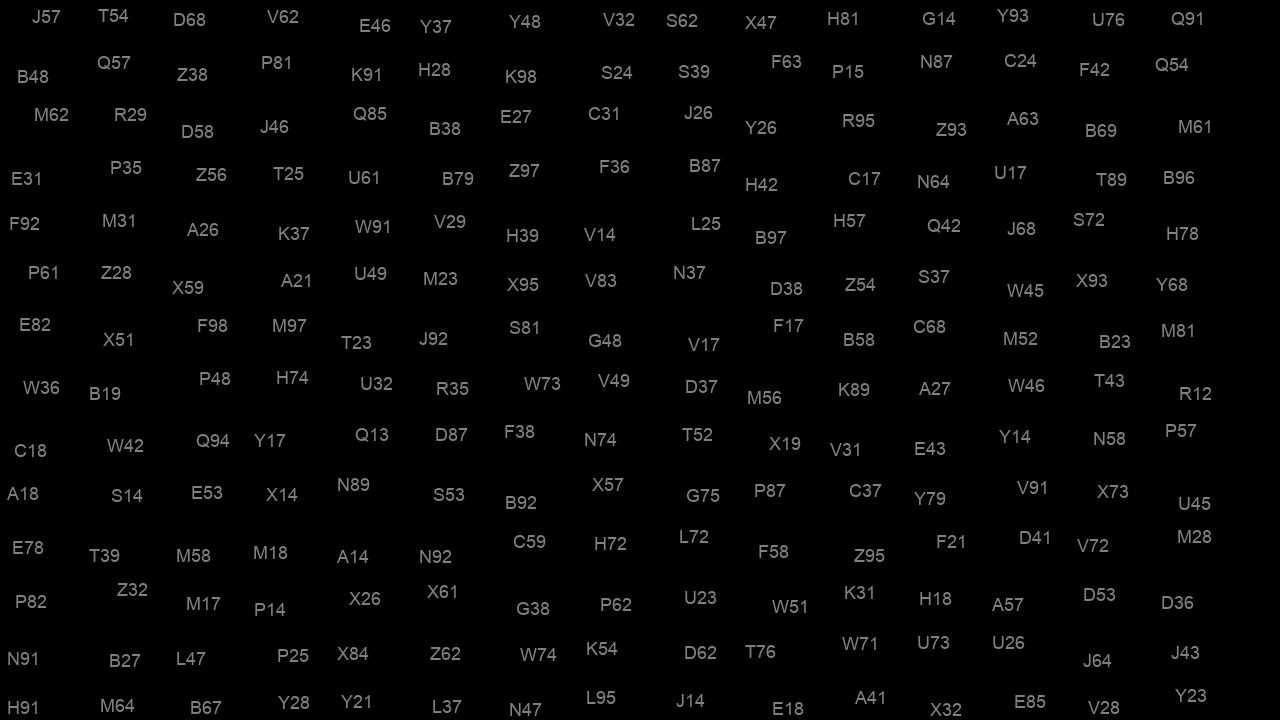 J57 T54 D68 V62 E46 Y37 Y48 V32 S62 X47 H81 G14 Y93 U76 Q91
B48 Q57 Z38 P81 K91 H28 K98 S24 S39 F63 P15 N87 C24 F42 Q54
M62 R29 D58 J46 Q85 B38 E27 C31 J26 Y26 R95 Z93 A63 B69 M61
E31 P35 Z56 T25 U61 B79 Z97 F36 B87 H42 C17 N64 U17 T89 B96
F92 M31 A26 K37 W91 V29 H39 V14 L25 B97 H57 Q42 J68 S72 H78
P61 Z28 X59 A21 U49 M23 X95 V83 N37 D38 Z54 S37 W45 X93 Y68
E82 X51 F98 M97 T23 J92 S81 G48 V17 F17 B58 C68 M52 B23 M81
W36 B19 P48 H74 U32 R35 W73 V49 D37 M56 K89 A27 W46 T43 R12
C18 W42 Q94 Y17 Q13 D87 F38 N74 T52 X19 V31 E43 Y14 N58 P57
A18 S14 E53 X14 N89 S53 B92 X57 G75 P87 C37 Y79 V91 X73 U45
E78 T39 M58 M18 A14 N92 C59 H72 L72 F58 Z95 F21 D41 V72 M28
P82 Z32 M17 P14 X26 X61 G38 P62 U23 W51 K31 H18 A57 D53 D36
N91 B27 L47 P25 X84 Z62 W74 K54 D62 T76 W71 U73 U26 J64 J43
H91 M64 B67 Y28 Y21 L37 N47 L95 J14 E18 A41 X32 E85 V28 Y23